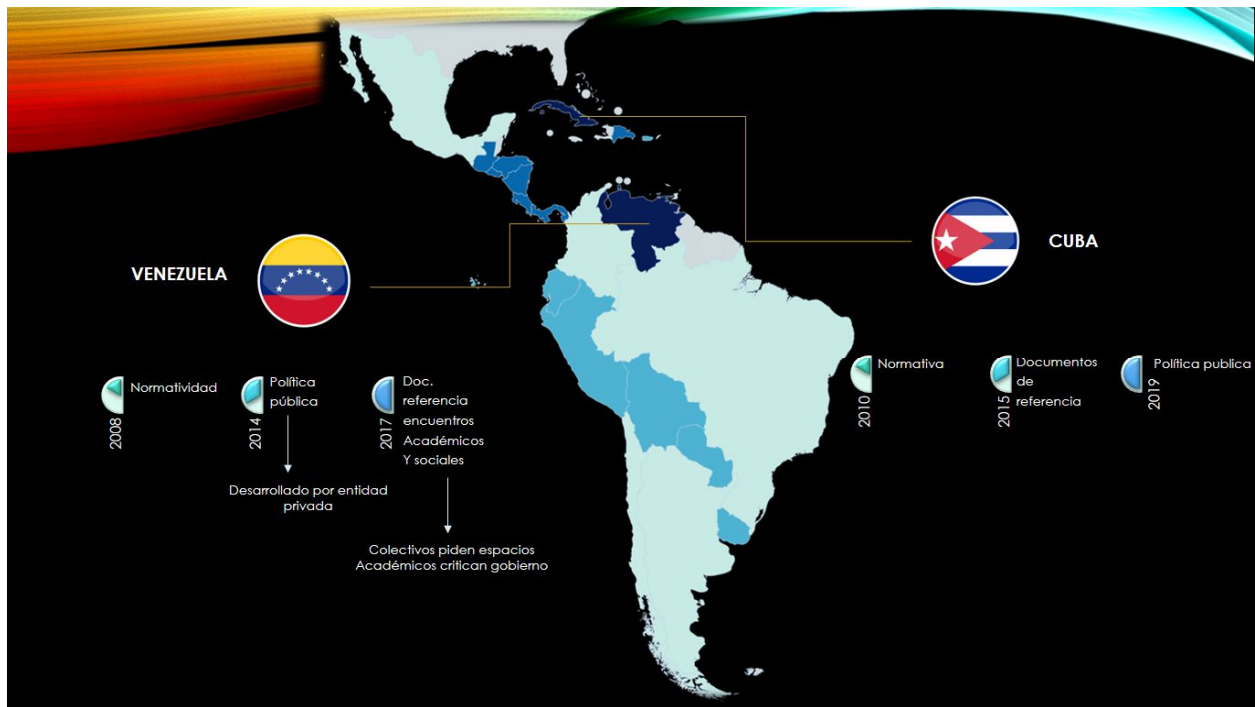 VENEZUELA
CUBA
Normatividad
2008
Política
pública
2014
Doc.
referencia
encuentros
Académicos
Y sociales
2017
Desarrollado por entidad
privada
Colectivos piden espacios
Académicos critican gobierno
Normativa
2010
Documentos
de
referencia
2015
Política publica
2019